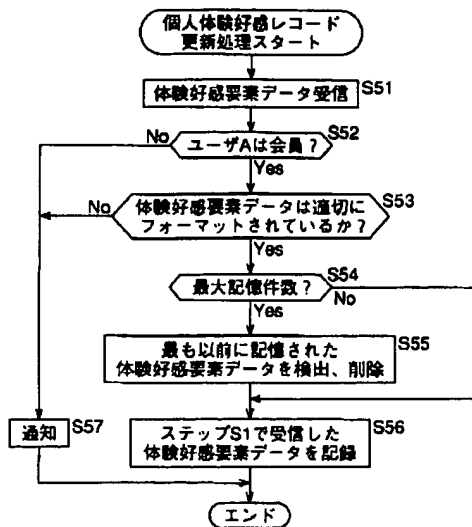 個人体験好感レコード
更新処理スタート
体験好感要素データ受信
S51
No
ユーザAは会員？
S52
Yes
No
体験好感要素データは適切に
フォーマットされているか？
S53
Yes
最大記憶件数？
S54
No
Yes
最も以前に記憶された
体験好感要素データを検出、削除
S55
通知
S57
ステップS1で受信した
体験好感要素データを記録
S56
エンド